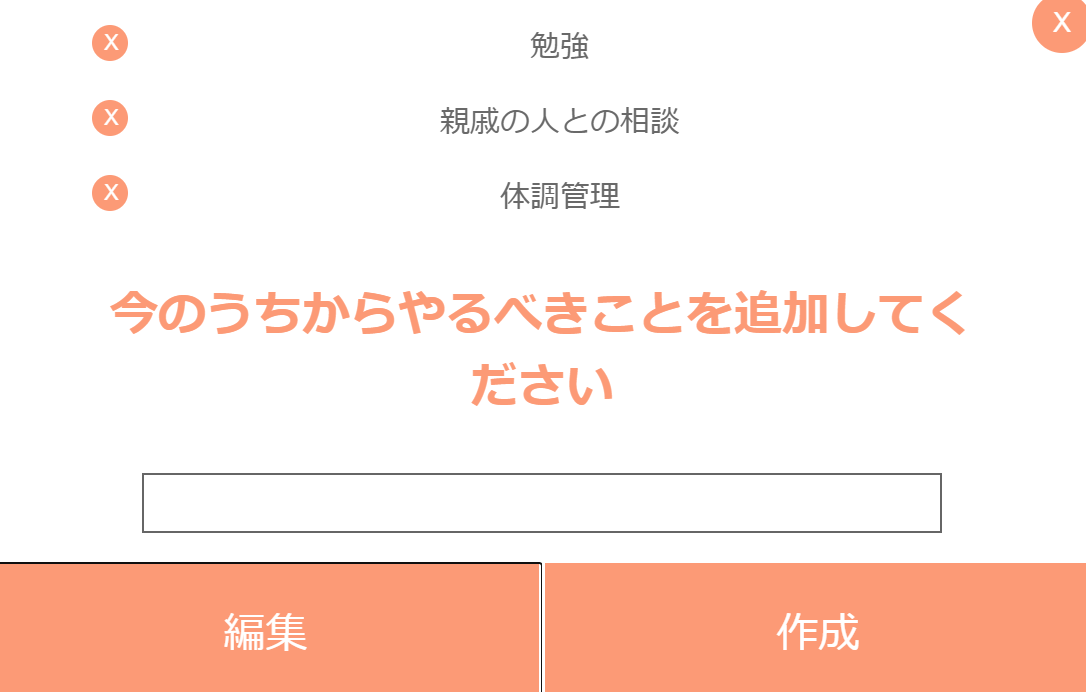 X
X 勉強
X 親戚の人との相談
X 体調管理
今のうちからやるべきことを追加してく
ださい
編集 作成